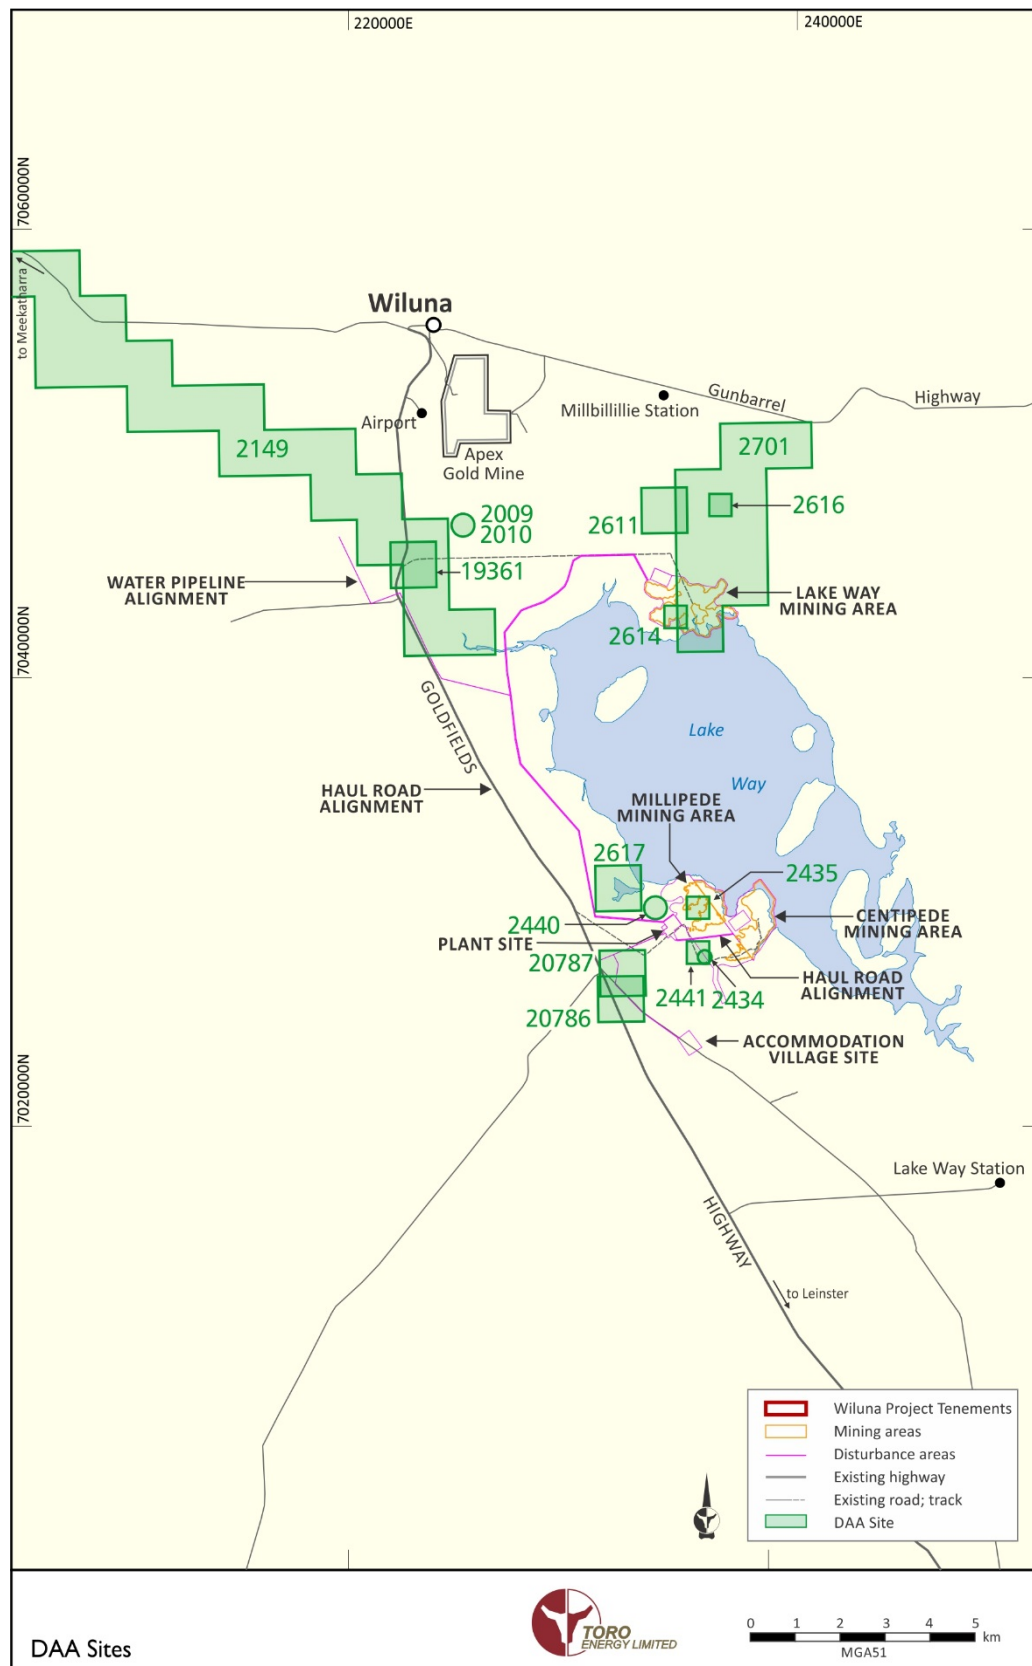 220000E
240000E
7060000N
to Meekatharra
Wiluna
Gunbarrel
Highway
Millbillillie Station
Airport
Apex
Gold Mine
2149
2701
2616
2611
2009
2010
19361
WATER PIPELINE
ALIGNMENT
LAKE WAY
MINING AREA
2614
7040000N
GOLDFIELDS
Lake
Way
HAUL ROAD
ALIGNMENT
MILLIPEDE
MINING AREA
2617
2435
2440
CENTIPEDE
MINING AREA
PLANT SITE
20787
HAUL ROAD
ALIGNMENT
2441
2434
20786
ACCOMMODATION
VILLAGE SITE
7020000N
Lake Way Station
HIGHWAY
to Leinster
Wiluna Project Tenements
Mining areas
Disturbance areas
Existing highway
Existing road; track
DAA Site
DAA Sites
TORO
ENERGY LIMITED
0 1 2 3 4 5
km
MGA51